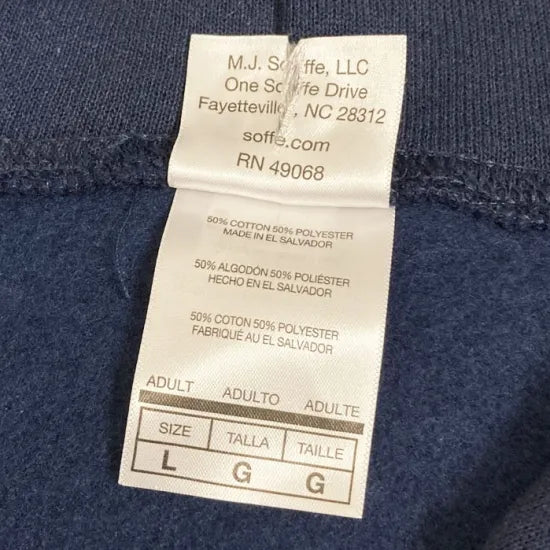 M.J. Soffe, LLC
One Soffe Drive
Fayetteville, NC 28312
soffe.com
RN 49068
50% COTTON 50% POLYESTER
MADE IN EL SALVADOR
50% ALGODÓN 50% POLIÉSTER
HECHO EN EL SALVADOR
50% COTON 50% POLYESTER
FABRIQUÉ AU EL SALVADOR
ADULT ADULTO ADULTE
SIZE TALLA TAILLE
L G G